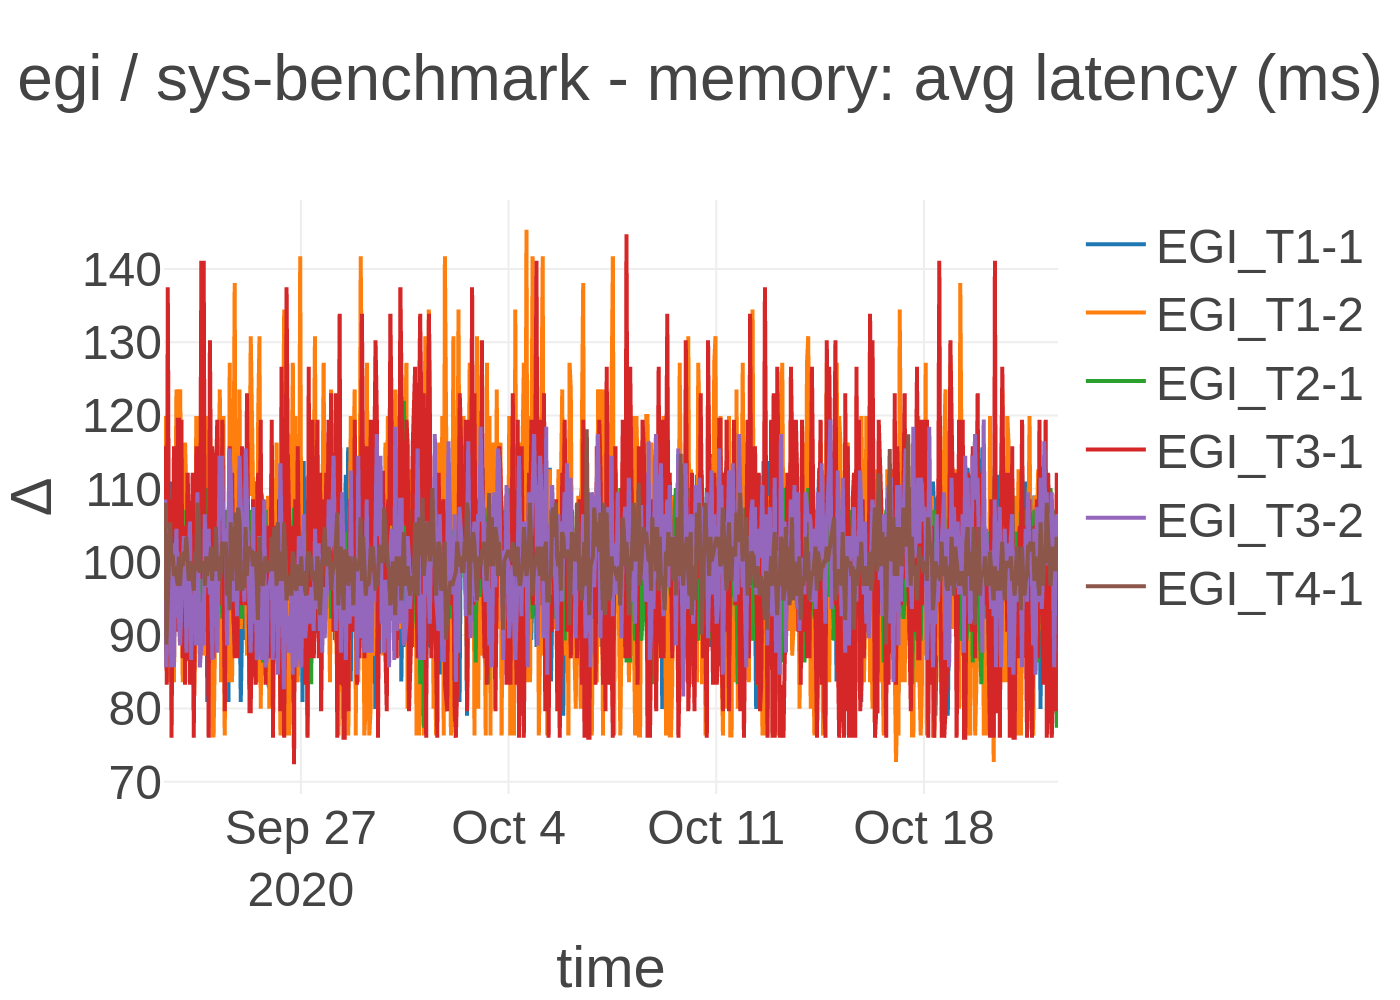 egi / sys-benchmark - memory: avg latency (ms)
140
130
120
110
100
90
80
70
Δ
Sep 27
2020
Oct 4
Oct 11
Oct 18
time
EGI_T1-1
EGI_T1-2
EGI_T2-1
EGI_T3-1
EGI_T3-2
EGI_T4-1